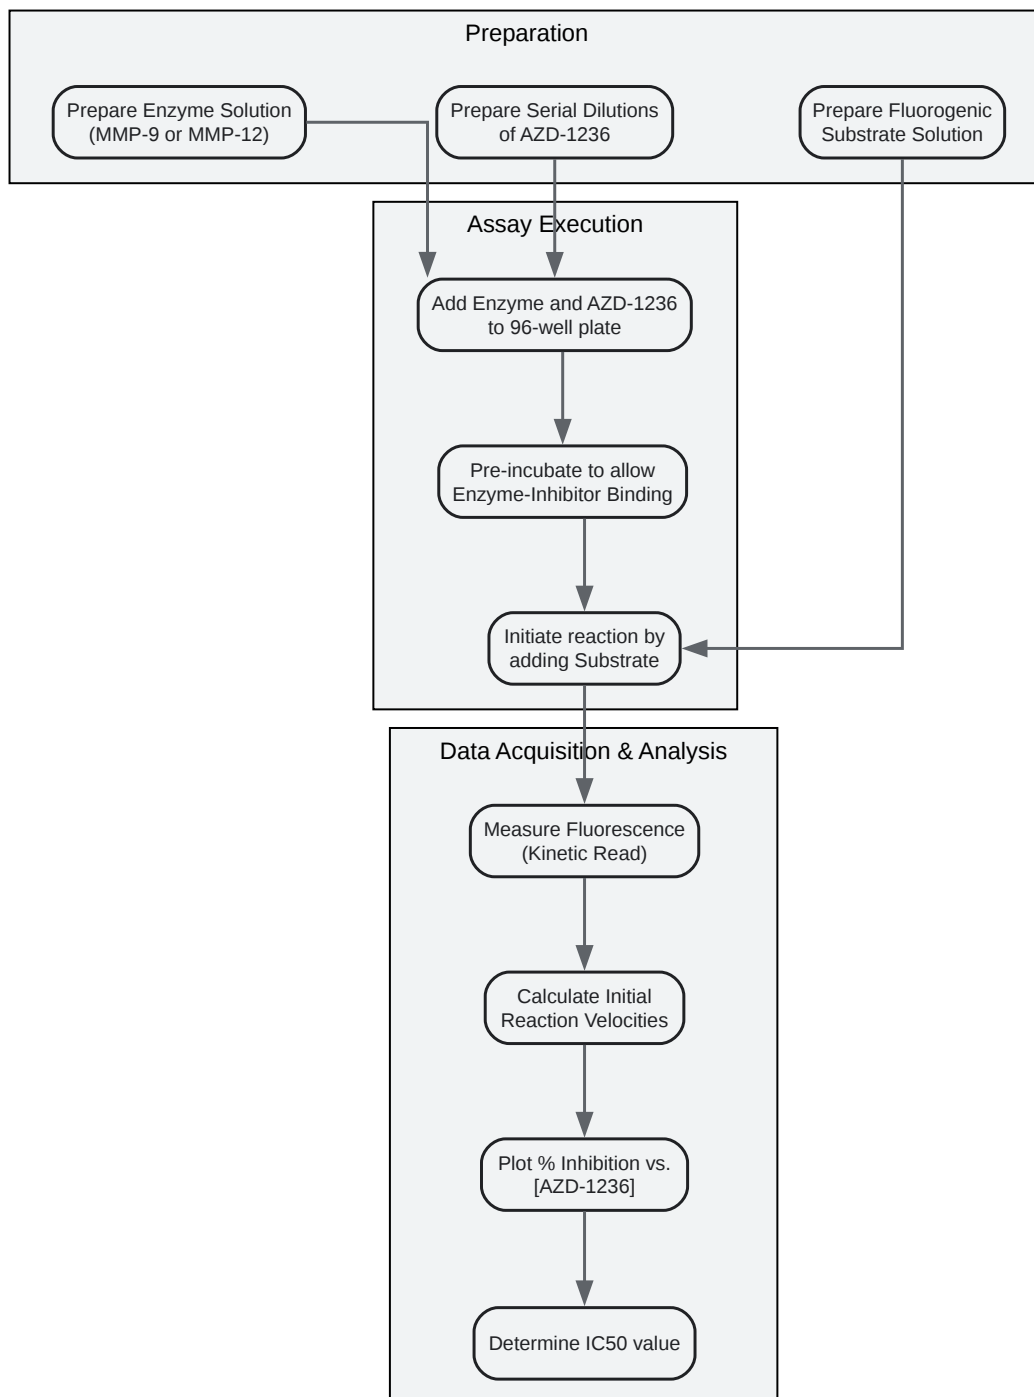 Preparation
Prepare Enzyme Solution
(MMP-9 or MMP-12)
Prepare Serial Dilutions
of AZD-1236
Prepare Fluorogenic
Substrate Solution
Assay Execution
Add Enzyme and AZD-1236
to 96-well plate
Pre-incubate to allow
Enzyme-Inhibitor Binding
Initiate reaction by
adding Substrate
Data Acquisition & Analysis
Measure Fluorescence
(Kinetic Read)
Calculate Initial
Reaction Velocities
Plot % Inhibition vs.
[AZD-1236]
Determine IC50 value